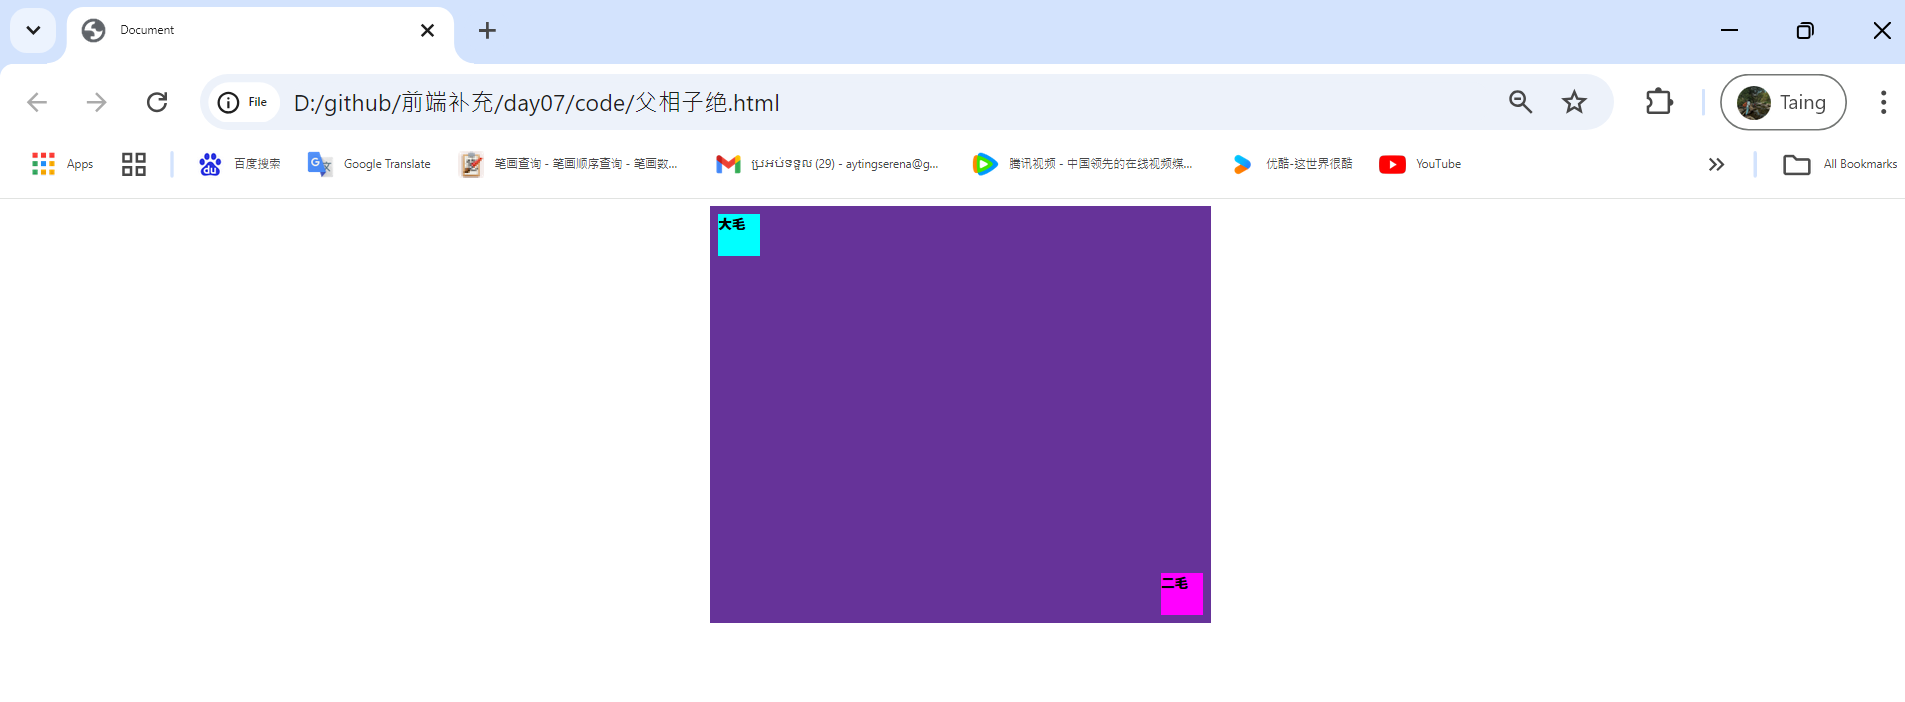 Document
File
D:/github/前端补充/day07/code/父相子绝.html
Taing
Apps
百度搜索
Google Translate
笔画查询 - 笔画顺序查询 - 笔画数...
ប្រអប់ទទួល (29) - aytingserena@g...
腾讯视频 - 中国领先的在线视频媒...
优酷-这世界很酷
YouTube
All Bookmarks
大毛
二毛